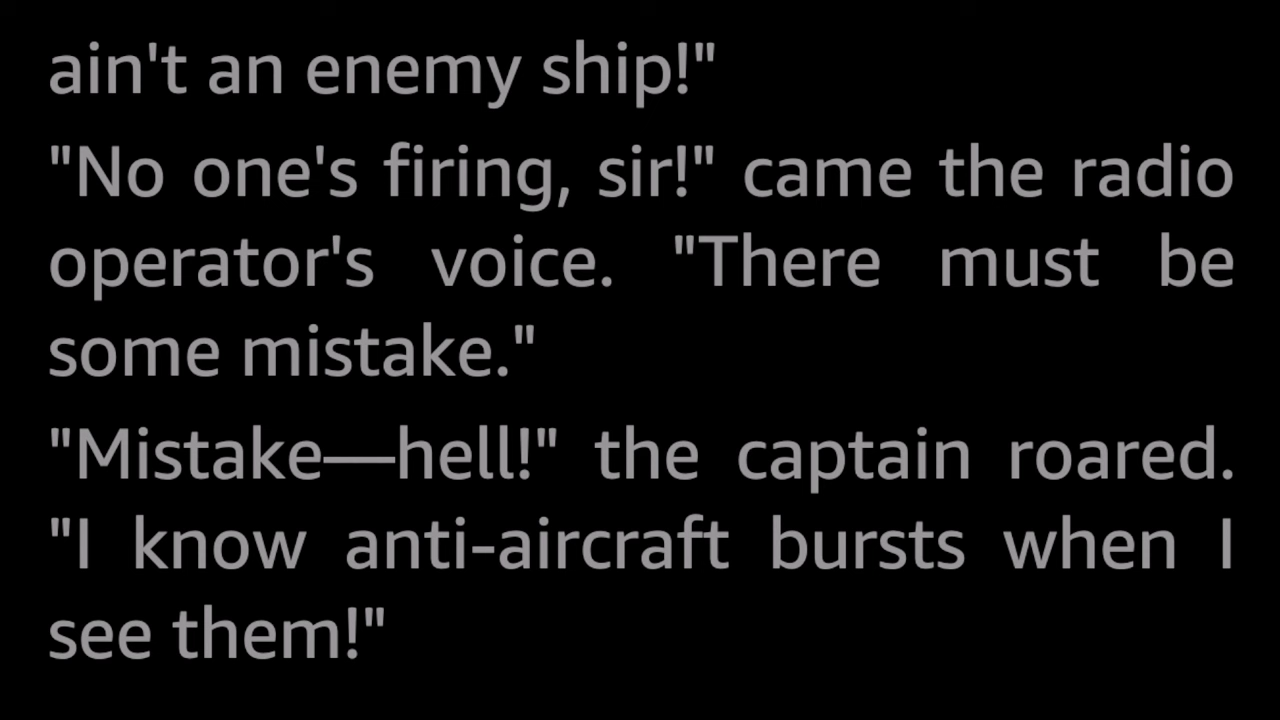 ain't an enemy ship!"
"No one's firing, sir!" came the radio
operator's voice. "There must be
some mistake."
"Mistake—hell!" the captain roared.
"I know anti-aircraft bursts when I
see them!"